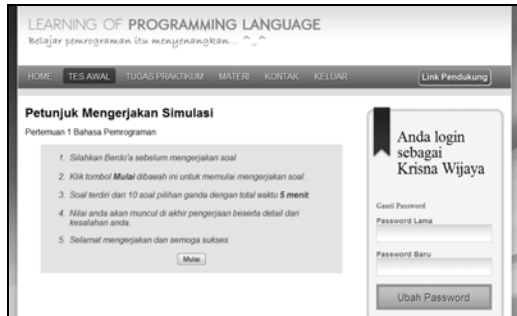 LEARNING OF PROGRAMMING LANGUAGE
Belajar pemrograman itu menyenangkan... ^_^
HOME TES AWAL TUGAS PRAKTIKUM MATERI KONTAK KELUAR Link Pendukung
Petunjuk Mengerjakan Simulasi
Pertemuan 1 Bahasa Pemrograman
1. Silahkan Berdo'a sebelum mengerjakan soal
2. Klik tombol Mulai dibawah ini untuk memulai mengerjakan soal.
3. Soal terdiri dari 10 soal pilihan ganda dengan total waktu 5 menit.
4. Nilai anda akan muncul di akhir pengerjaan beserta detail dari
kesalahan anda.
5. Selamat mengerjakan dan semoga sukses
Mulai
Anda login
sebagai
Krisna Wijaya
Ganti Password
Password Lama
Password Baru
Ubah Password